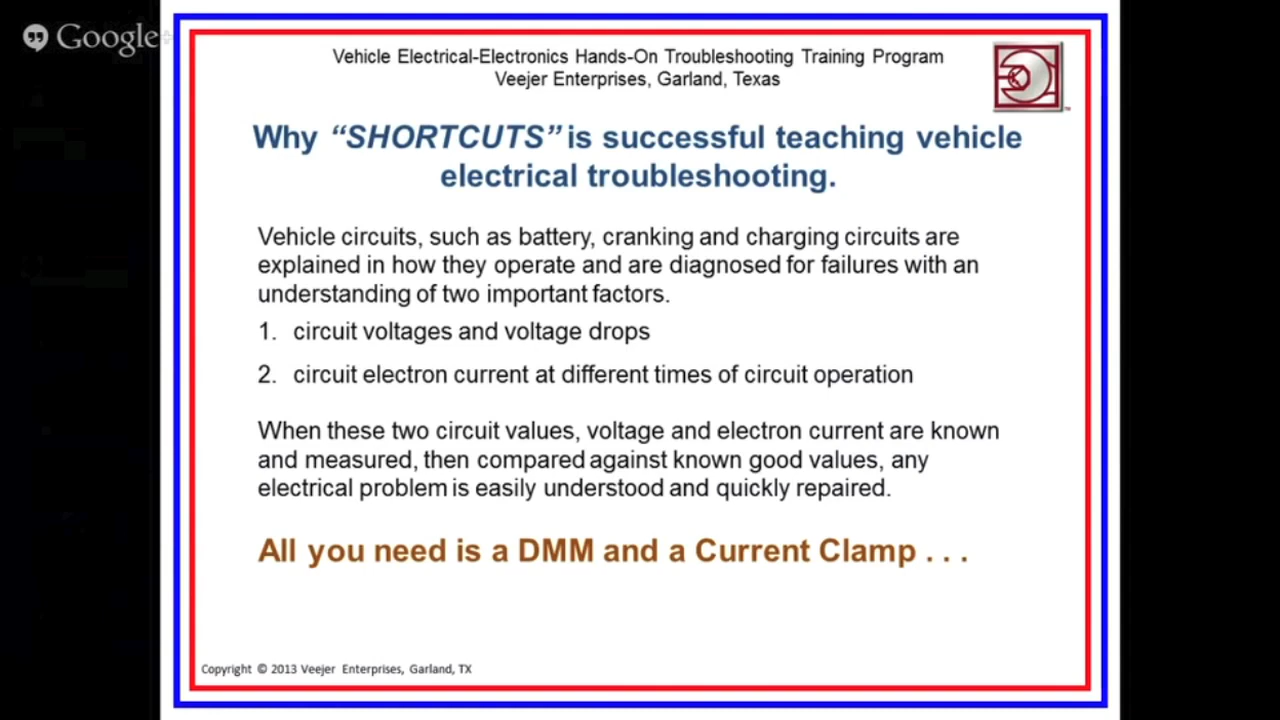 Google+
Vehicle Electrical-Electronics Hands-On Troubleshooting Training Program
Veejer Enterprises, Garland, Texas
Why “SHORTCUTS” is successful teaching vehicle
electrical troubleshooting.
Vehicle circuits, such as battery, cranking and charging circuits are
explained in how they operate and are diagnosed for failures with an
understanding of two important factors.
1. circuit voltages and voltage drops
2. circuit electron current at different times of circuit operation
When these two circuit values, voltage and electron current are known
and measured, then compared against known good values, any
electrical problem is easily understood and quickly repaired.
All you need is a DMM and a Current Clamp . . .
Copyright © 2013 Veejer Enterprises, Garland, TX